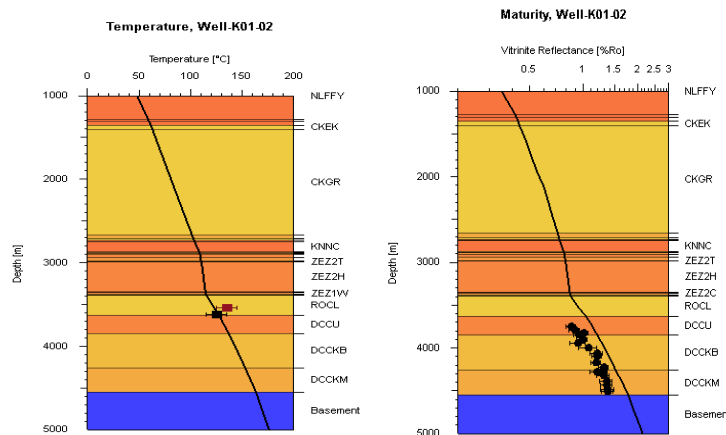 Temperature, Well-K01-02
Temperature [°C]
0 50 100 150 200
1000
2000
3000
4000
5000
Depth [m]
NLFFY
CKEK
CKGR
KNNC
ZEZ2T
ZEZ2H
ZEZ1W
ROCL
DCCU
DCCKB
DCCKM
Basement
Maturity, Well-K01-02
Vitrinite Reflectance [%Ro]
0.5 1 1.5 2 2.5 3
1000
2000
3000
4000
5000
Depth [m]
NLFFY
CKEK
CKGR
KNNC
ZEZ2T
ZEZ2H
ZEZ2C
ROCL
DCCU
DCCKB
DCCKM
Basement